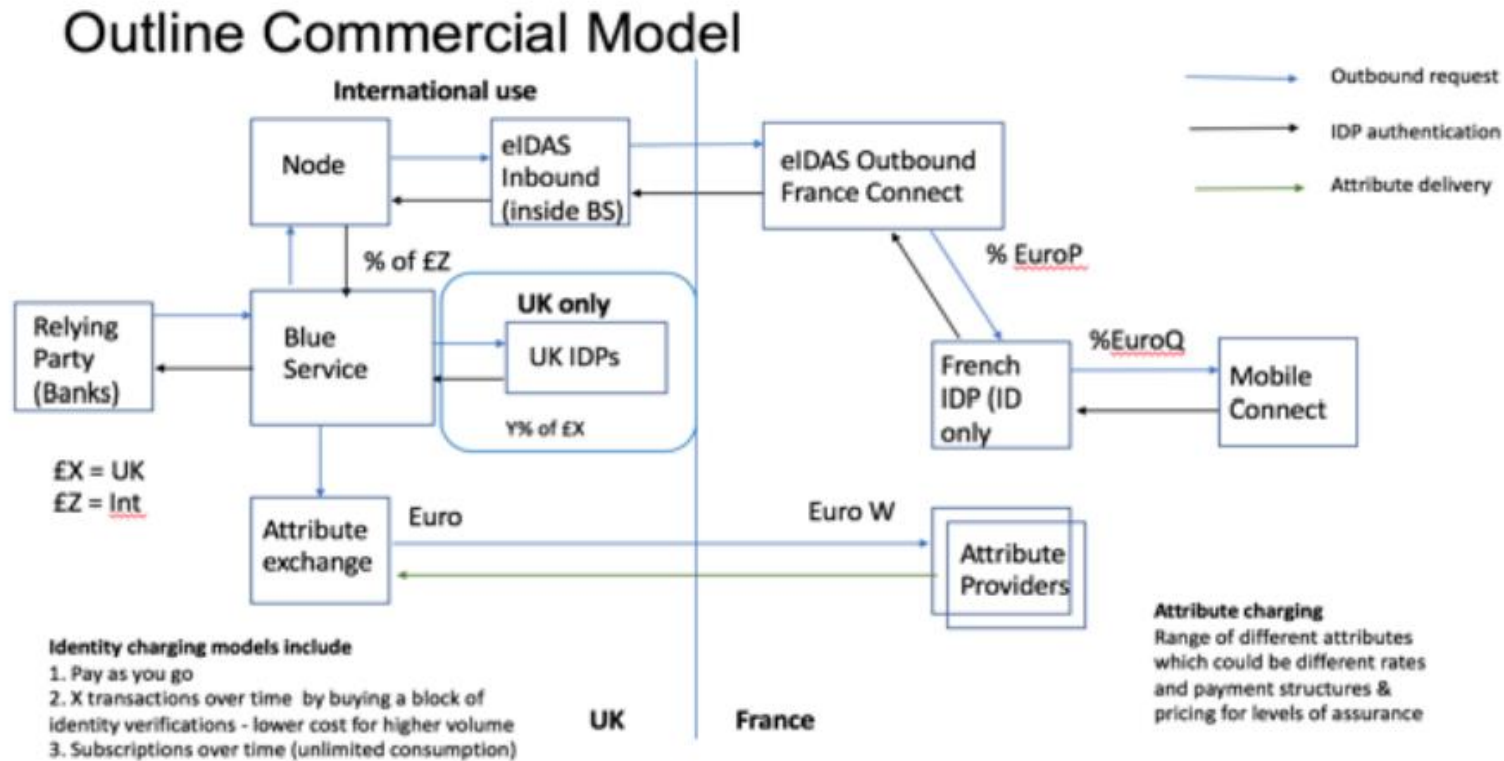 Outline Commercial Model
International use
Outbound request
IDP authentication
Attribute delivery
Node
eIDAS
Inbound
(inside BS)
eIDAS Outbound
France Connect
% of £Z
% EuroP
Relying
Party
(Banks)
Blue
Service
UK only
UK IDPs
Y% of £X
French
IDP (ID
only
%EuroQ
Mobile
Connect
£X = UK
£Z = Int
Attribute
exchange
Euro
Euro W
Attribute
Providers
Identity charging models include
1. Pay as you go
2. X transactions over time by buying a block of
identity verifications - lower cost for higher volume
3. Subscriptions over time (unlimited consumption)
UK
France
Attribute charging
Range of different attributes
which could be different rates
and payment structures &
pricing for levels of assurance